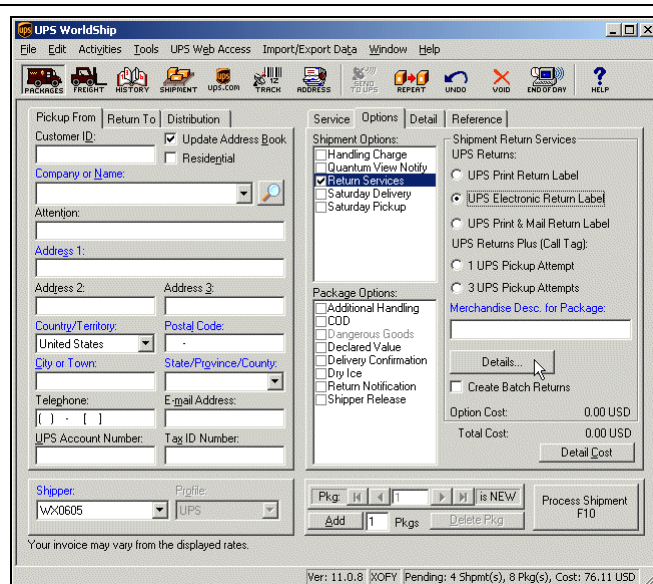 UPS WorldShip
File Edit Activities Tools UPS Web Access Import/Export Data Window Help
PACKAGES FREIGHT HISTORY SHIPMENT UPS.com TRACK ADDRESS SEND TO UPS REPEAT UNDO VOID END OF DAY HELP
Pickup From Return To Distribution
Customer ID:
Update Address Book
Residential
Company or Name:
Attention:
Address 1:
Address 2: Address 3:
Country/Territory: Postal Code:
United States -
City or Town: State/Province/County:
Telephone: E-mail Address:
( ) - [ ]
UPS Account Number: Tax ID Number:
Shipper: Profile:
WX0605 UPS
Your invoice may vary from the displayed rates.
Service Options Detail Reference
Shipment Options:
Handling Charge
Quantum View Notify
Return Services
Saturday Delivery
Saturday Pickup
Package Options:
Additional Handling
COD
Dangerous Goods
Declared Value
Delivery Confirmation
Dry Ice
Return Notification
Shipper Release
Shipment Return Services
UPS Returns:
UPS Print Return Label
UPS Electronic Return Label
UPS Print & Mail Return Label
UPS Returns Plus (Call Tag):
1 UPS Pickup Attempt
3 UPS Pickup Attempts
Merchandise Desc. for Package:
Details...
Create Batch Returns
Option Cost: 0.00 USD
Total Cost: 0.00 USD
Detail Cost
Pkg: 1 is NEW
Add 1 Pkgs Delete Pkg
Process Shipment
F10
Ver: 11.0.8 XOFY Pending: 4 Shpmt(s), 8 Pkg(s), Cost: 76.11 USD